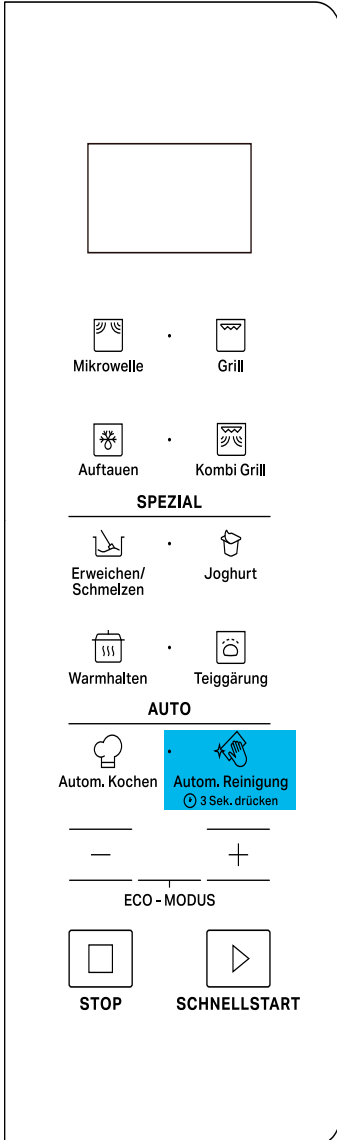 Mikrowelle
Grill
Auftauen
Kombi Grill
SPEZIAL
Erweichen/
Schmelzen
Joghurt
Warmhalten
Teiggärung
AUTO
Autom. Kochen
Autom. Reinigung
3 Sek. drücken
ECO - MODUS
STOP
SCHNELLSTART